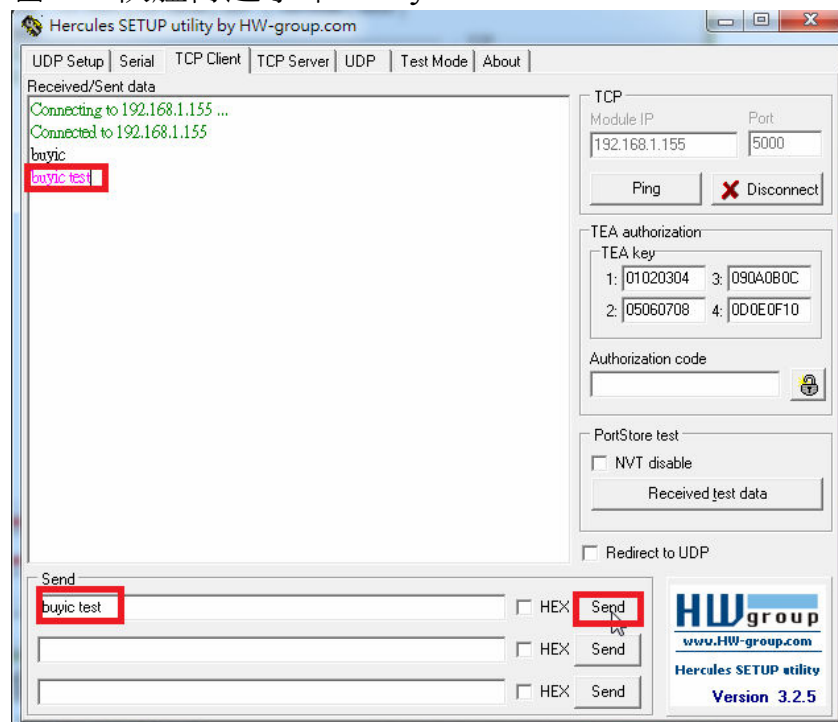 Hercules SETUP utility by HW-group.com
UDP Setup Serial TCP Client TCP Server UDP Test Mode About
Received/Sent data
Connecting to 192.168.1.155 ...
Connected to 192.168.1.155
buyic
buyic test
TCP
Module IP Port
192.168.1.155 5000
Ping Disconnect
TEA authorization
TEA key
1: 01020304 3: 090A0B0C
2: 05060708 4: 0D0E0F10
Authorization code
PortStore test
NVT disable
Received test data
Redirect to UDP
Send
buyic test HEX Send
HEX Send
HEX Send
HWgroup
www.HW-group.com
Hercules SETUP utility
Version 3.2.5